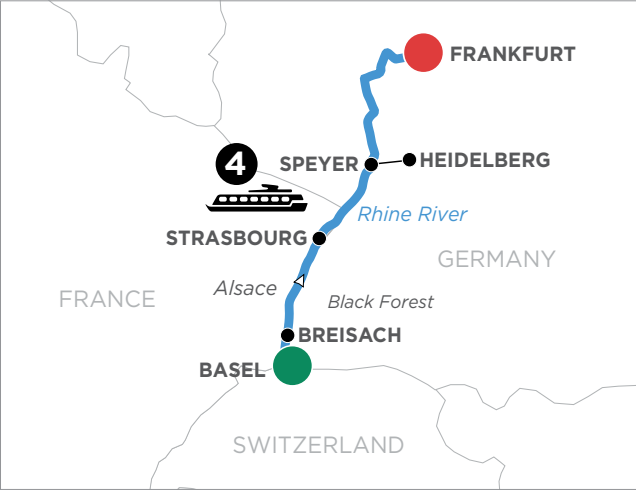 FRANKFURT
4
SPEYER
HEIDELBERG
Rhine River
STRASBOURG
GERMANY
Alsace
FRANCE
Black Forest
BREISACH
BASEL
SWITZERLAND